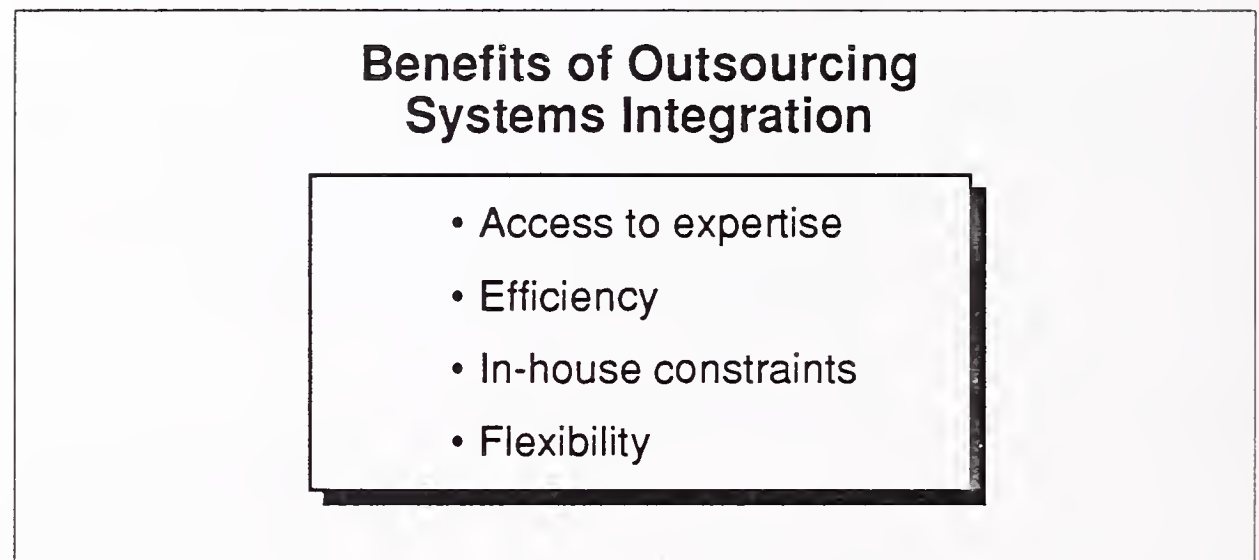 Benefits of Outsourcing
Systems Integration
• Access to expertise
• Efficiency
• In-house constraints
• Flexibility